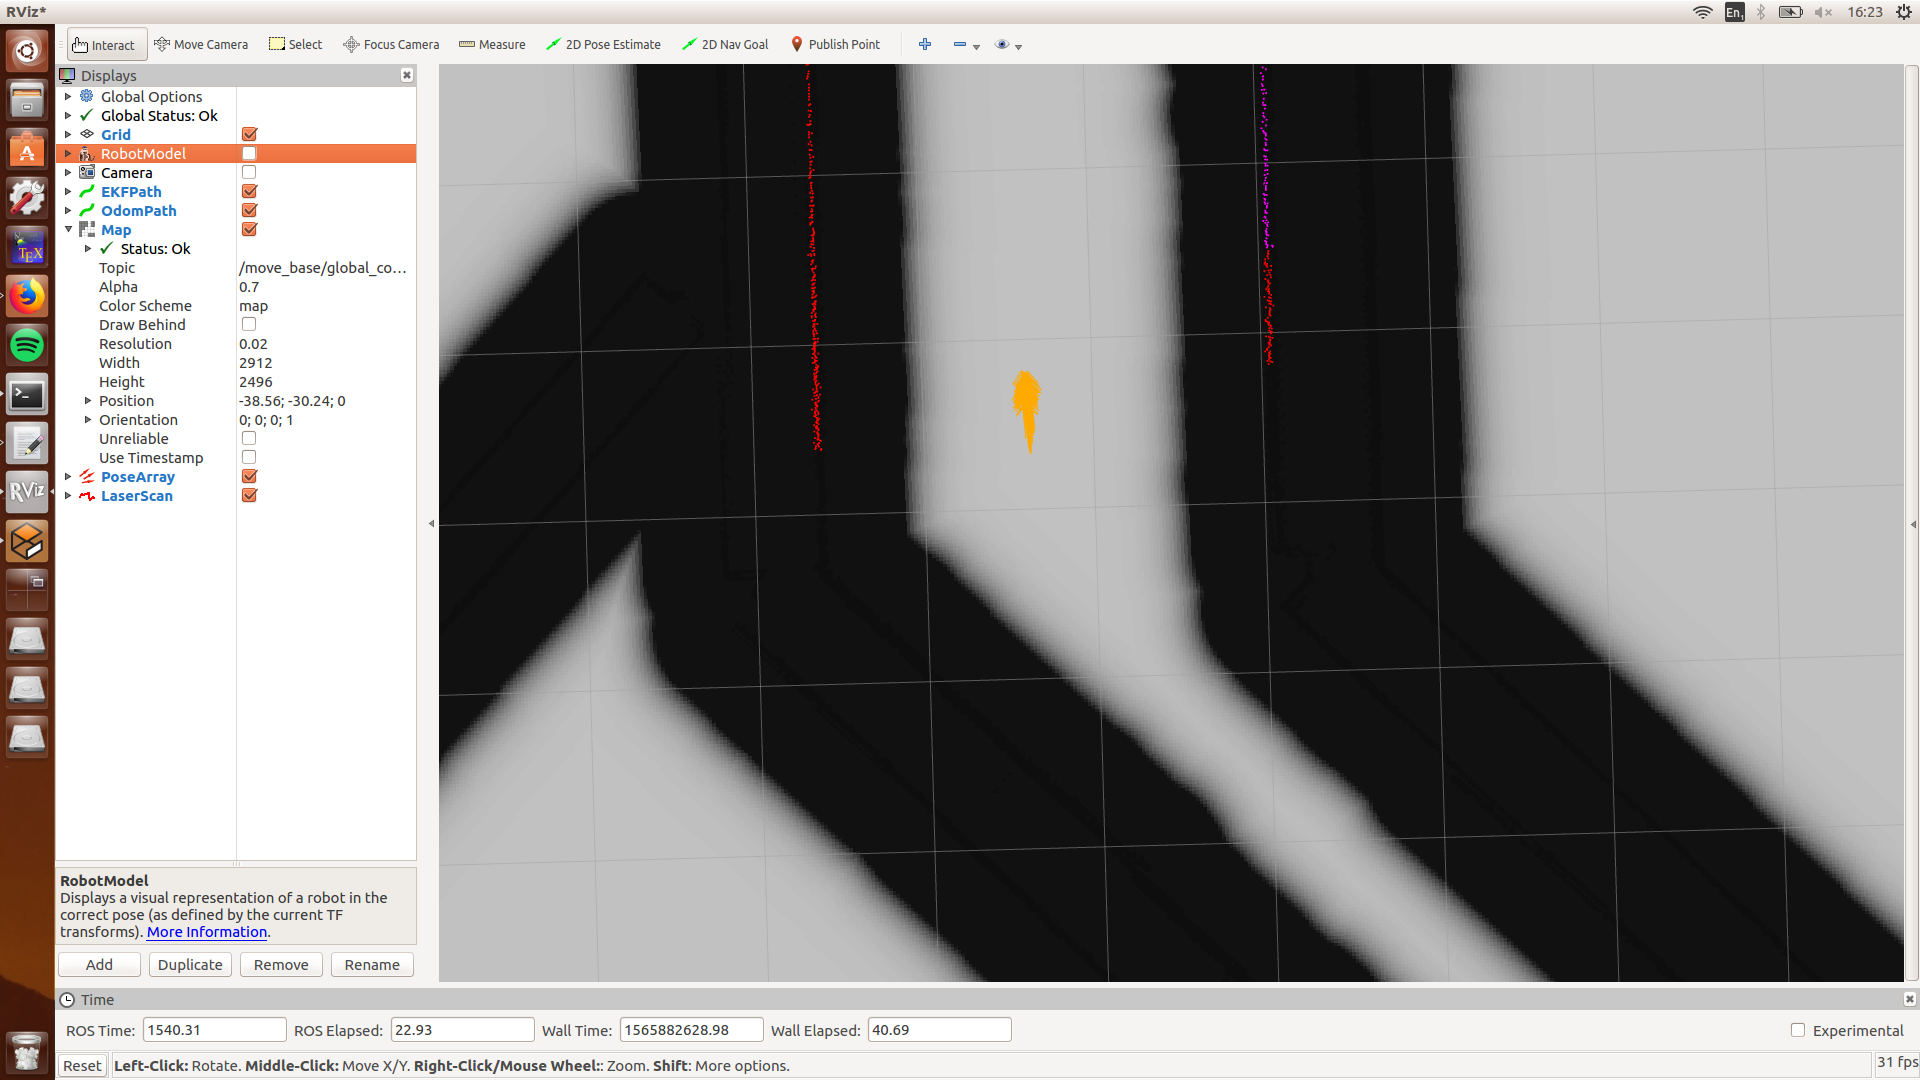 RViz*
En1
16:23
Interact
Move Camera
Select
Focus Camera
Measure
2D Pose Estimate
2D Nav Goal
Publish Point
Displays
Global Options
Global Status: Ok
Grid
RobotModel
Camera
EKFPath
OdomPath
Map
Status: Ok
Topic /move_base/global_co...
Alpha 0.7
Color Scheme map
Draw Behind
Resolution 0.02
Width 2912
Height 2496
Position -38.56; -30.24; 0
Orientation 0; 0; 0; 1
Unreliable
Use Timestamp
PoseArray
LaserScan
TEX
RViz
RobotModel
Displays a visual representation of a robot in the
correct pose (as defined by the current TF
transforms). More Information.
Add Duplicate Remove Rename
Time
ROS Time: 1540.31 ROS Elapsed: 22.93 Wall Time: 1565882628.98 Wall Elapsed: 40.69 Experimental
Reset Left-Click: Rotate. Middle-Click: Move X/Y. Right-Click/Mouse Wheel:: Zoom. Shift: More options. 31 fps